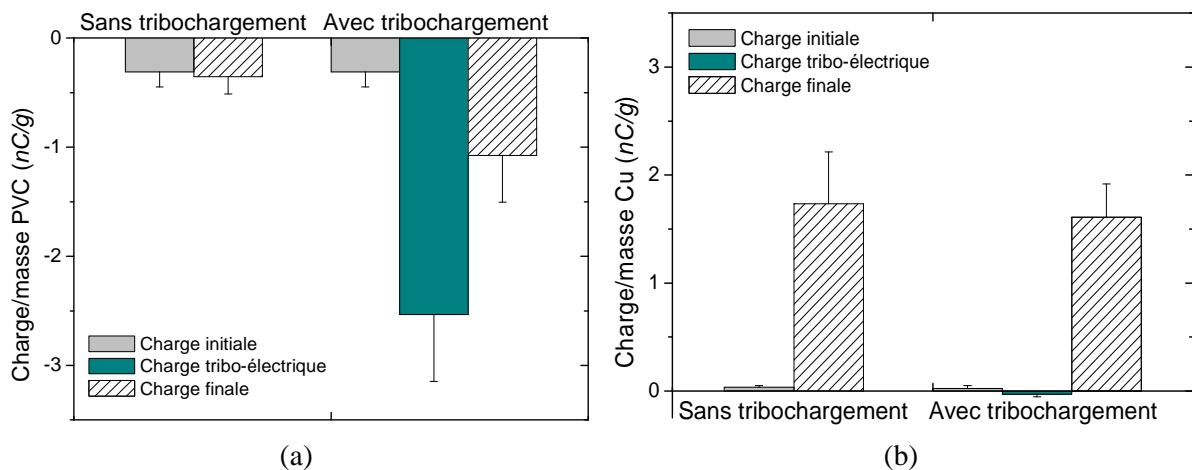 Sans tribochargement Avec tribochargement
0
-1
-2
-3
Charge/masse PVC (nC/g)
Charge initiale
Charge tribo-électrique
Charge finale
(a)
Charge initiale
Charge tribo-électrique
Charge finale
3
2
1
0
Charge/masse Cu (nC/g)
Sans tribochargement Avec tribochargement
(b)